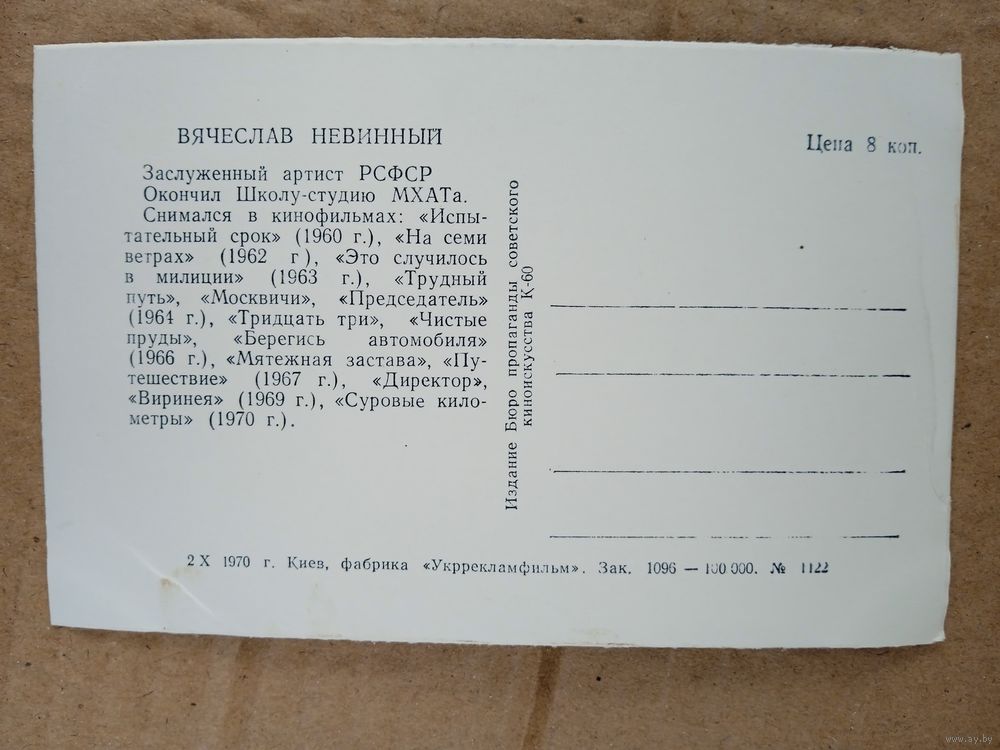 ВЯЧЕСЛАВ НЕВИННЫЙ
Заслуженный артист РСФСР
Окончил Школу-студию МХАТа.
Снимался в кинофильмах: «Испы-
тательный срок» (1960 г.), «На семи
ветрах» (1962 г), «Это случилось
в милиции» (1963 г.), «Трудный
путь», «Москвичи», «Председатель»
(1964 г.), «Тридцать три», «Чистые
пруды», «Берегись автомобиля»
(1966 г.), «Мятежная застава», «Пу-
тешествие» (1967 г.), «Директор»,
«Виринея» (1969 г.), «Суровые кило-
метры» (1970 г.).
Издание Бюро пропаганды советского
киноискусства К-60
Цена 8 коп.
2 X 1970 г. Киев, фабрика «Укррекламфильм». Зак. 1096 — 100 000. № 1122
www.ay.by